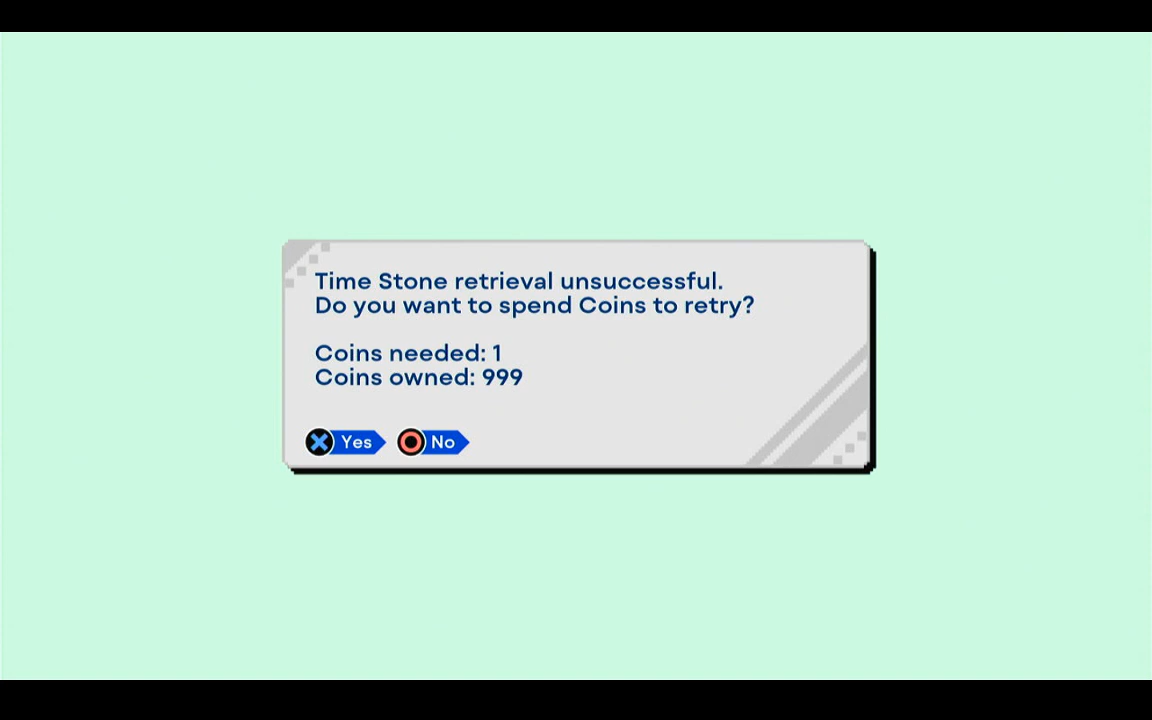 Time Stone retrieval unsuccessful.
Do you want to spend Coins to retry?
Coins needed: 1
Coins owned: 999
Yes No